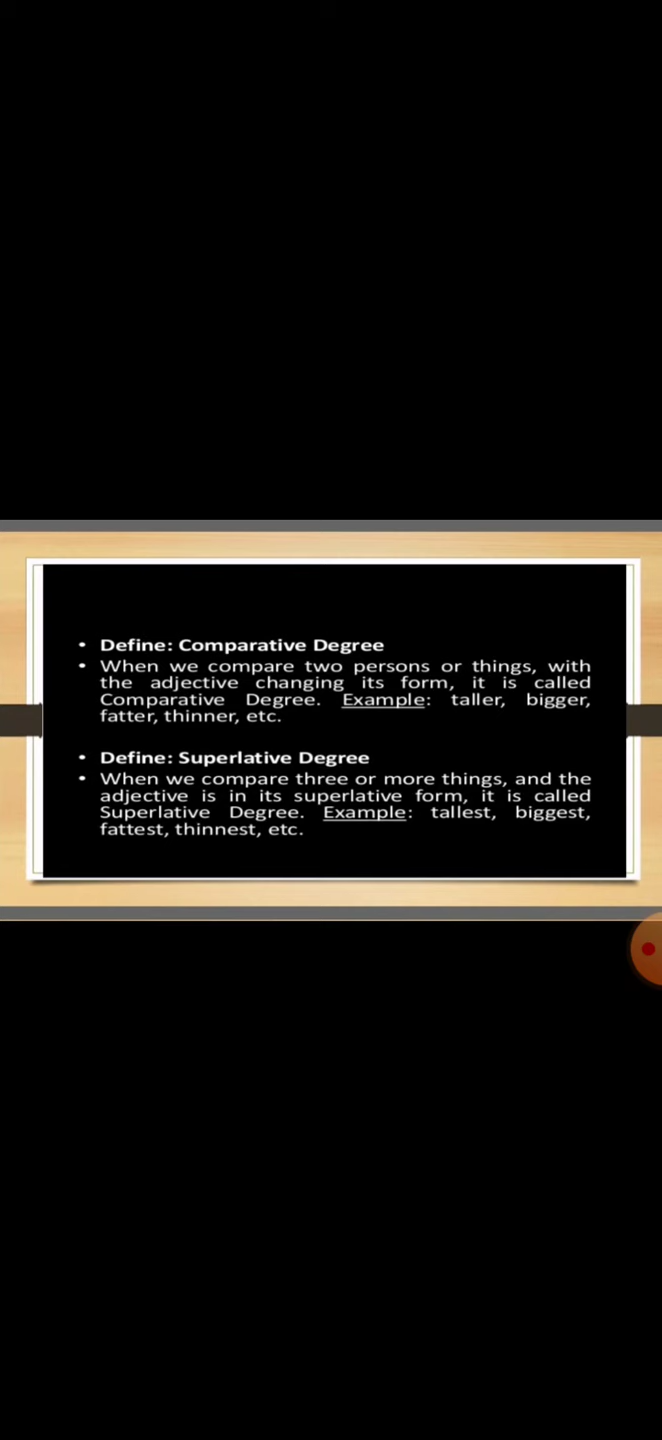 • Define: Comparative Degree
• When we compare two persons or things, with
the adjective changing its form, it is called
Comparative Degree. Example: taller, bigger,
fatter, thinner, etc.
• Define: Superlative Degree
• When we compare three or more things, and the
adjective is in its superlative form, it is called
Superlative Degree. Example: tallest, biggest,
fattest, thinnest, etc.